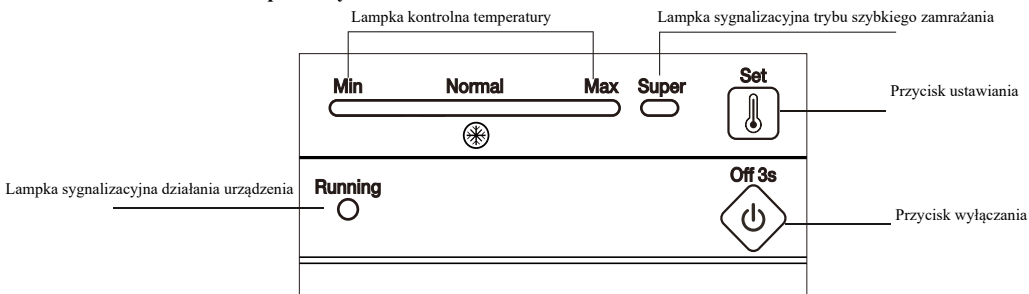 Lampka kontrolna temperatury
Lampka sygnalizacyjna trybu szybkiego zamrażania
Min
Normal
Max
Super
Set
Przycisk ustawiania
Lampka sygnalizacyjna działania urządzenia
Running
Off 3s
Przycisk wyłączania